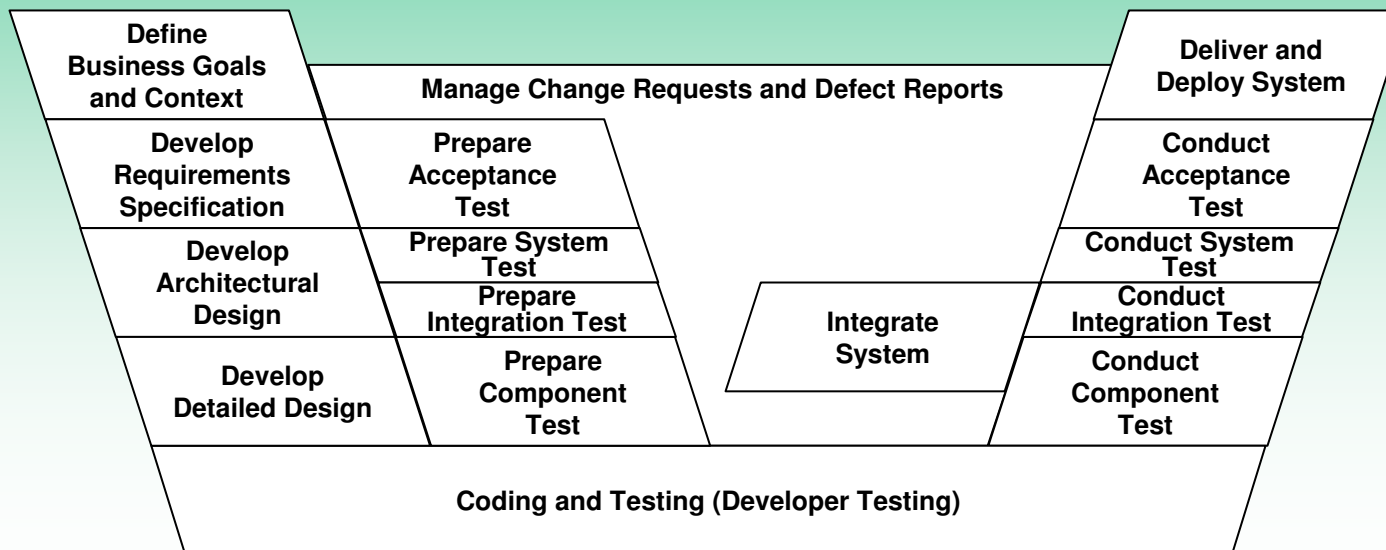 Define
Business Goals
and Context
Manage Change Requests and Defect Reports
Deliver and
Deploy System
Develop
Requirements
Specification
Prepare
Acceptance
Test
Conduct
Acceptance
Test
Develop
Architectural
Design
Prepare System
Test
Conduct System
Test
Prepare
Integration Test
Integrate
System
Conduct
Integration Test
Develop
Detailed Design
Prepare
Component
Test
Conduct
Component
Test
Coding and Testing (Developer Testing)